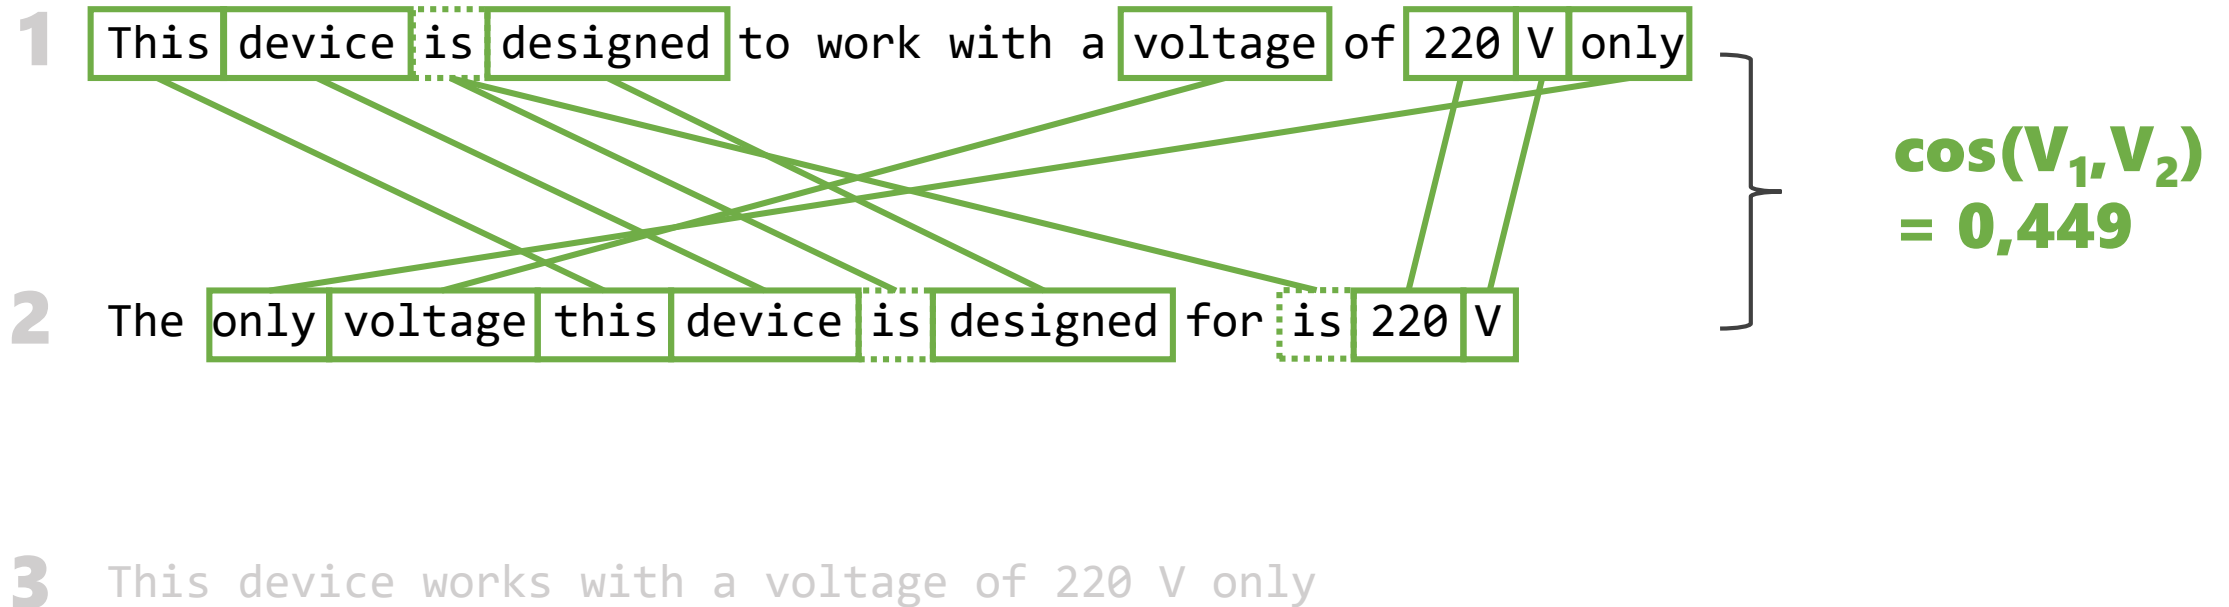 1 This device is designed to work with a voltage of 220 V only
cos(V1,V2)
= 0,449
2 The only voltage this device is designed for is 220 V
3 This device works with a voltage of 220 V only